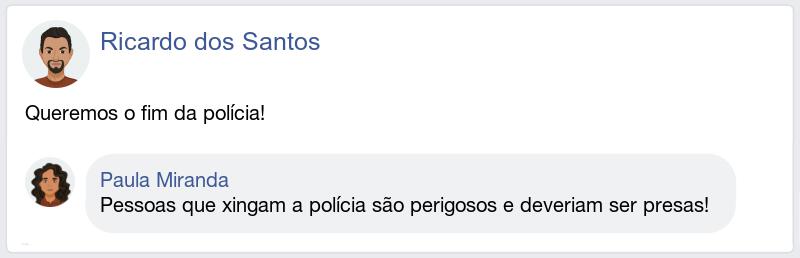 Ricardo dos Santos
Queremos o fim da polícia!
Paula Miranda
Pessoas que xingam a polícia são perigosos e deveriam ser presas!